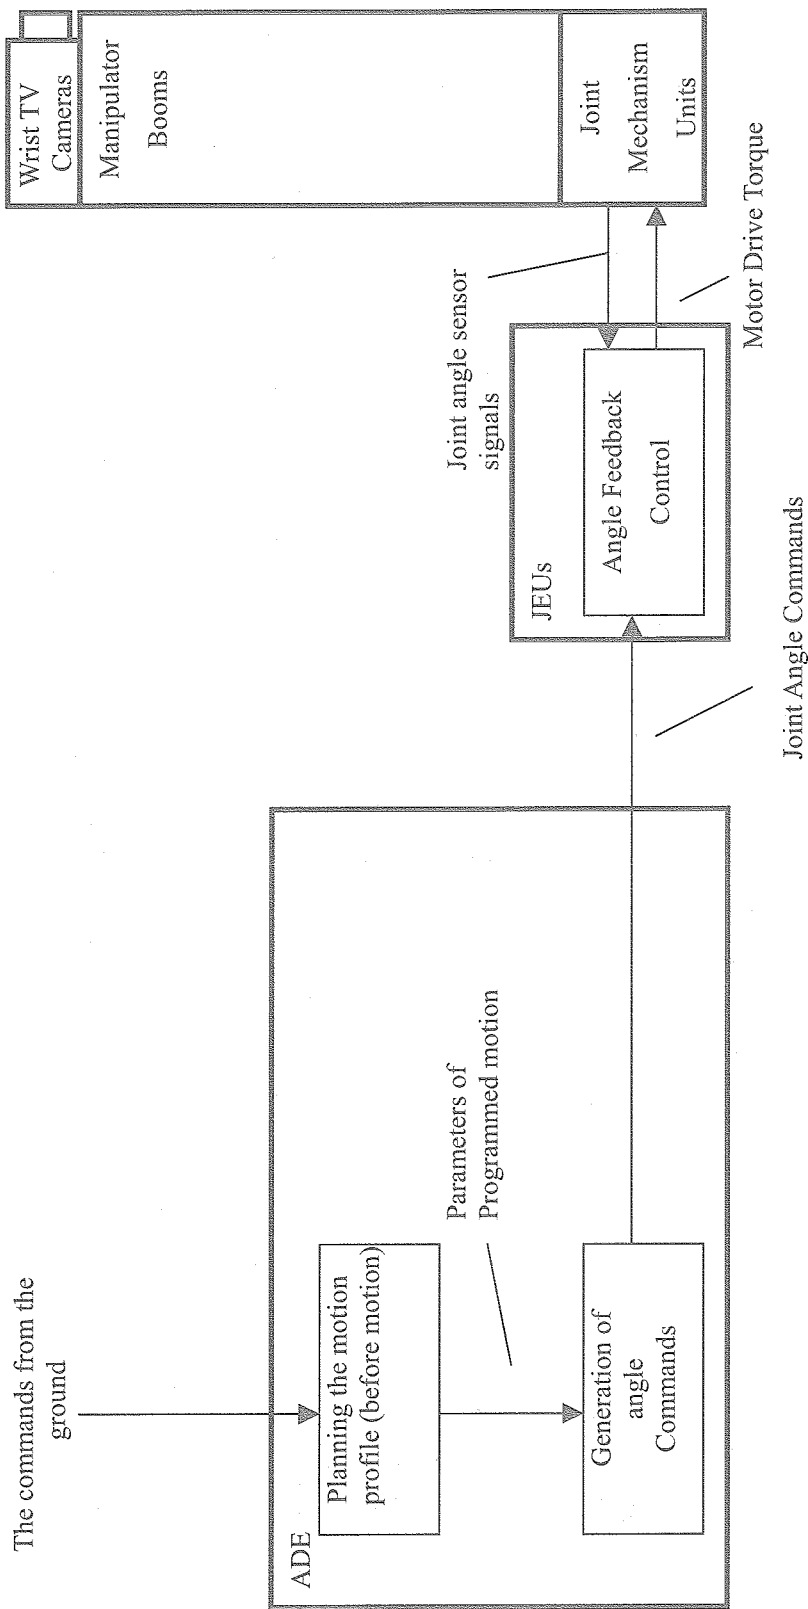 The commands from the
ground
ADE
Planning the motion
profile (before motion)
Parameters of
Programmed motion
Generation of
angle
Commands
Joint Angle Commands
JEUs
Angle Feedback
Control
Joint angle sensor
signals
Motor Drive Torque
Wrist TV
Cameras
Manipulator
Booms
Joint
Mechanism
Units